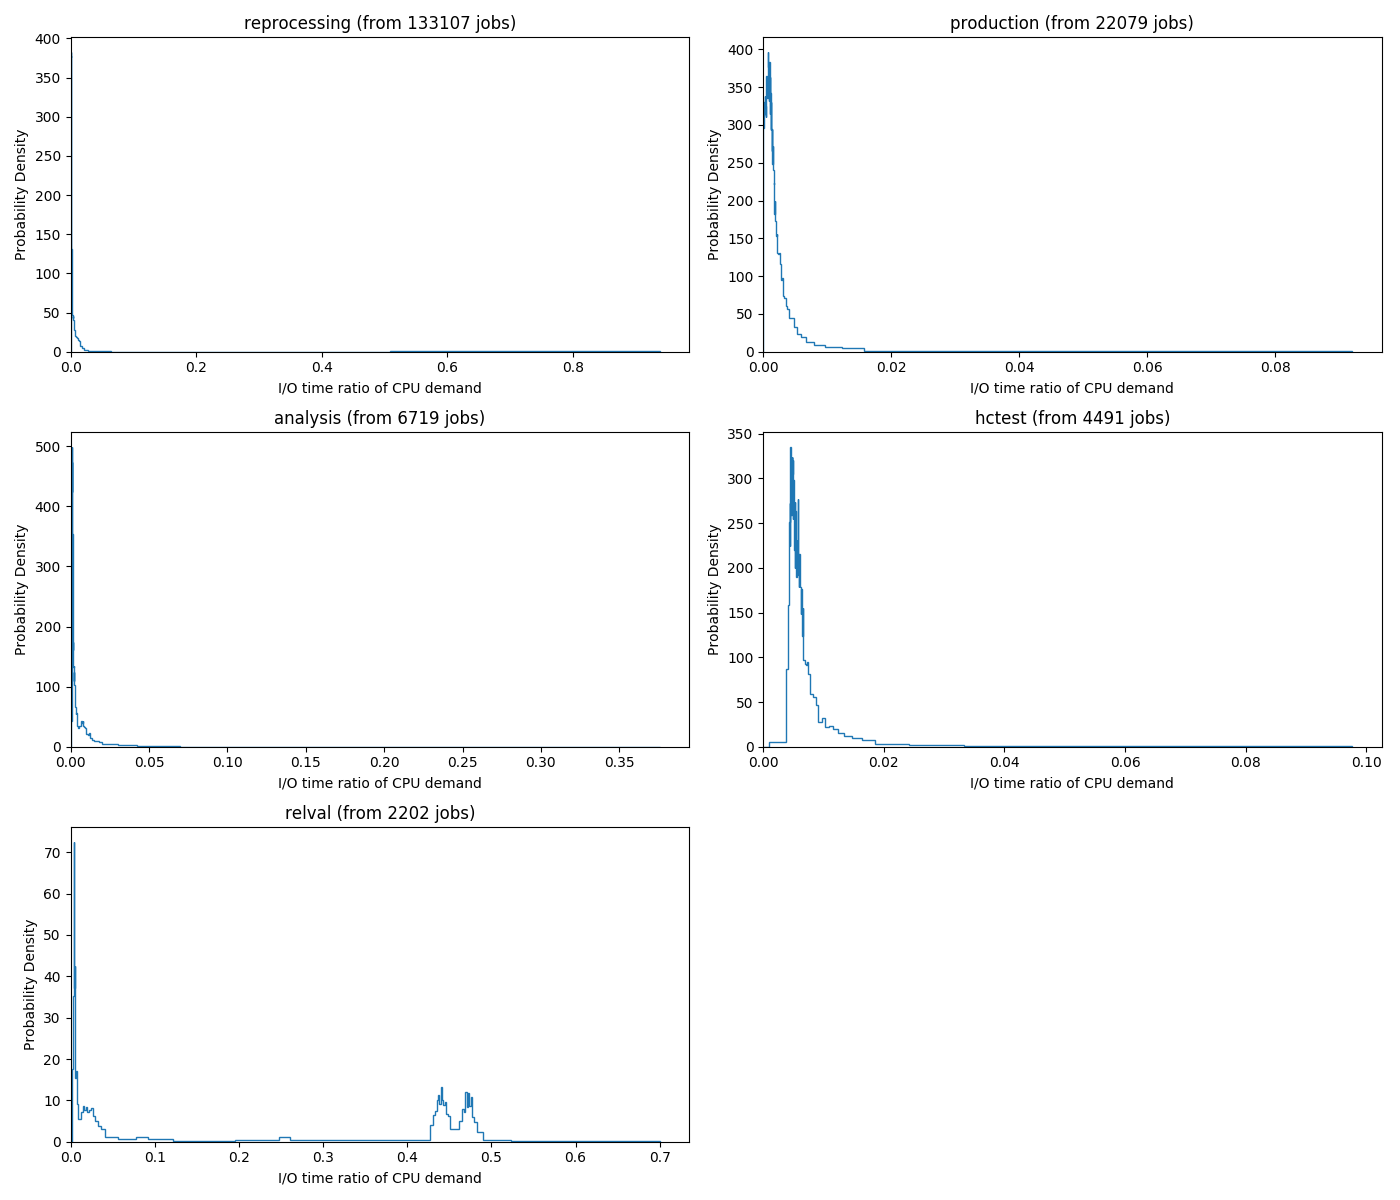 reprocessing (from 133107 jobs)
Probability Density
400
350
300
250
200
150
100
50
0
0.0 0.2 0.4 0.6 0.8
I/O time ratio of CPU demand
production (from 22079 jobs)
Probability Density
400
350
300
250
200
150
100
50
0
0.00 0.02 0.04 0.06 0.08
I/O time ratio of CPU demand
analysis (from 6719 jobs)
Probability Density
500
400
300
200
100
0
0.00 0.05 0.10 0.15 0.20 0.25 0.30 0.35
I/O time ratio of CPU demand
hctest (from 4491 jobs)
Probability Density
350
300
250
200
150
100
50
0
0.00 0.02 0.04 0.06 0.08 0.10
I/O time ratio of CPU demand
relval (from 2202 jobs)
Probability Density
70
60
50
40
30
20
10
0
0.0 0.1 0.2 0.3 0.4 0.5 0.6 0.7
I/O time ratio of CPU demand